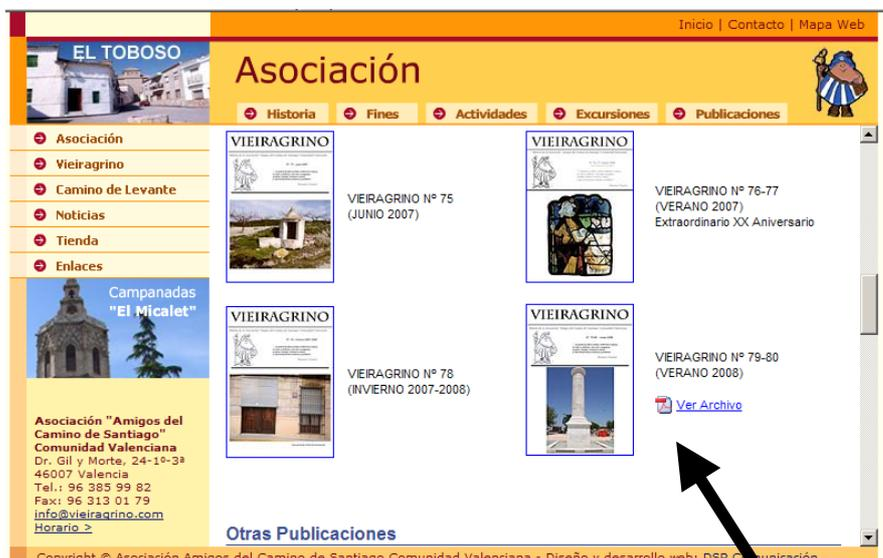 Inicio | Contacto | Mapa Web
EL TOBOSO
Asociación
Historia
Fines
Actividades
Excursiones
Publicaciones
Asociación
Vieiragrino
Camino de Levante
Noticias
Tienda
Enlaces
Campanadas
"El Micalet"
Asociación "Amigos del
Camino de Santiago"
Comunidad Valenciana
Dr. Gil y Morte, 24-1º-3ª
46007 Valencia
Tel.: 96 385 99 82
Fax: 96 313 01 79
info@vieiragrino.com
Horario >
VIEIRAGRINO
VIEIRAGRINO Nº 75
(JUNIO 2007)
VIEIRAGRINO
VIEIRAGRINO Nº 76-77
(VERANO 2007)
Extraordinario XX Aniversario
VIEIRAGRINO
VIEIRAGRINO Nº 78
(INVIERNO 2007-2008)
VIEIRAGRINO
VIEIRAGRINO Nº 79-80
(VERANO 2008)
Ver Archivo
Otras Publicaciones
Copyright © Asociación Amigos del Camino de Santiago Comunidad Valenciana - Diseño y desarrollo web: DSP Comunicación